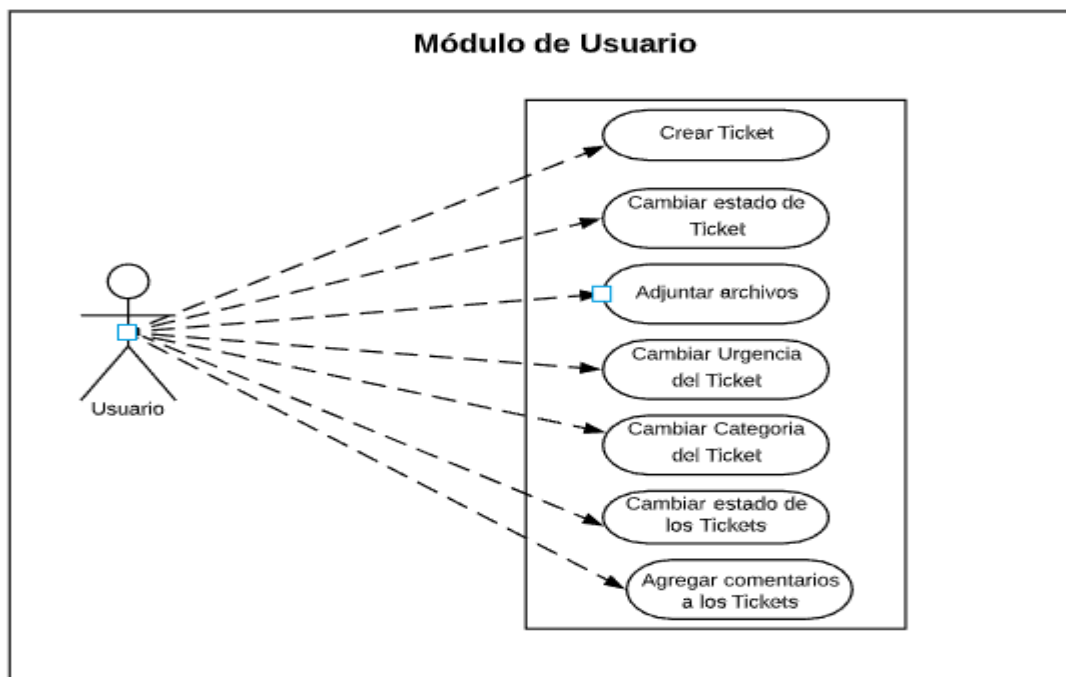 Módulo de Usuario
Crear Ticket
Cambiar estado de
Ticket
Adjuntar archivos
Cambiar Urgencia
del Ticket
Usuario
Cambiar Categoria
del Ticket
Cambiar estado de
los Tickets
Agregar comentarios
a los Tickets